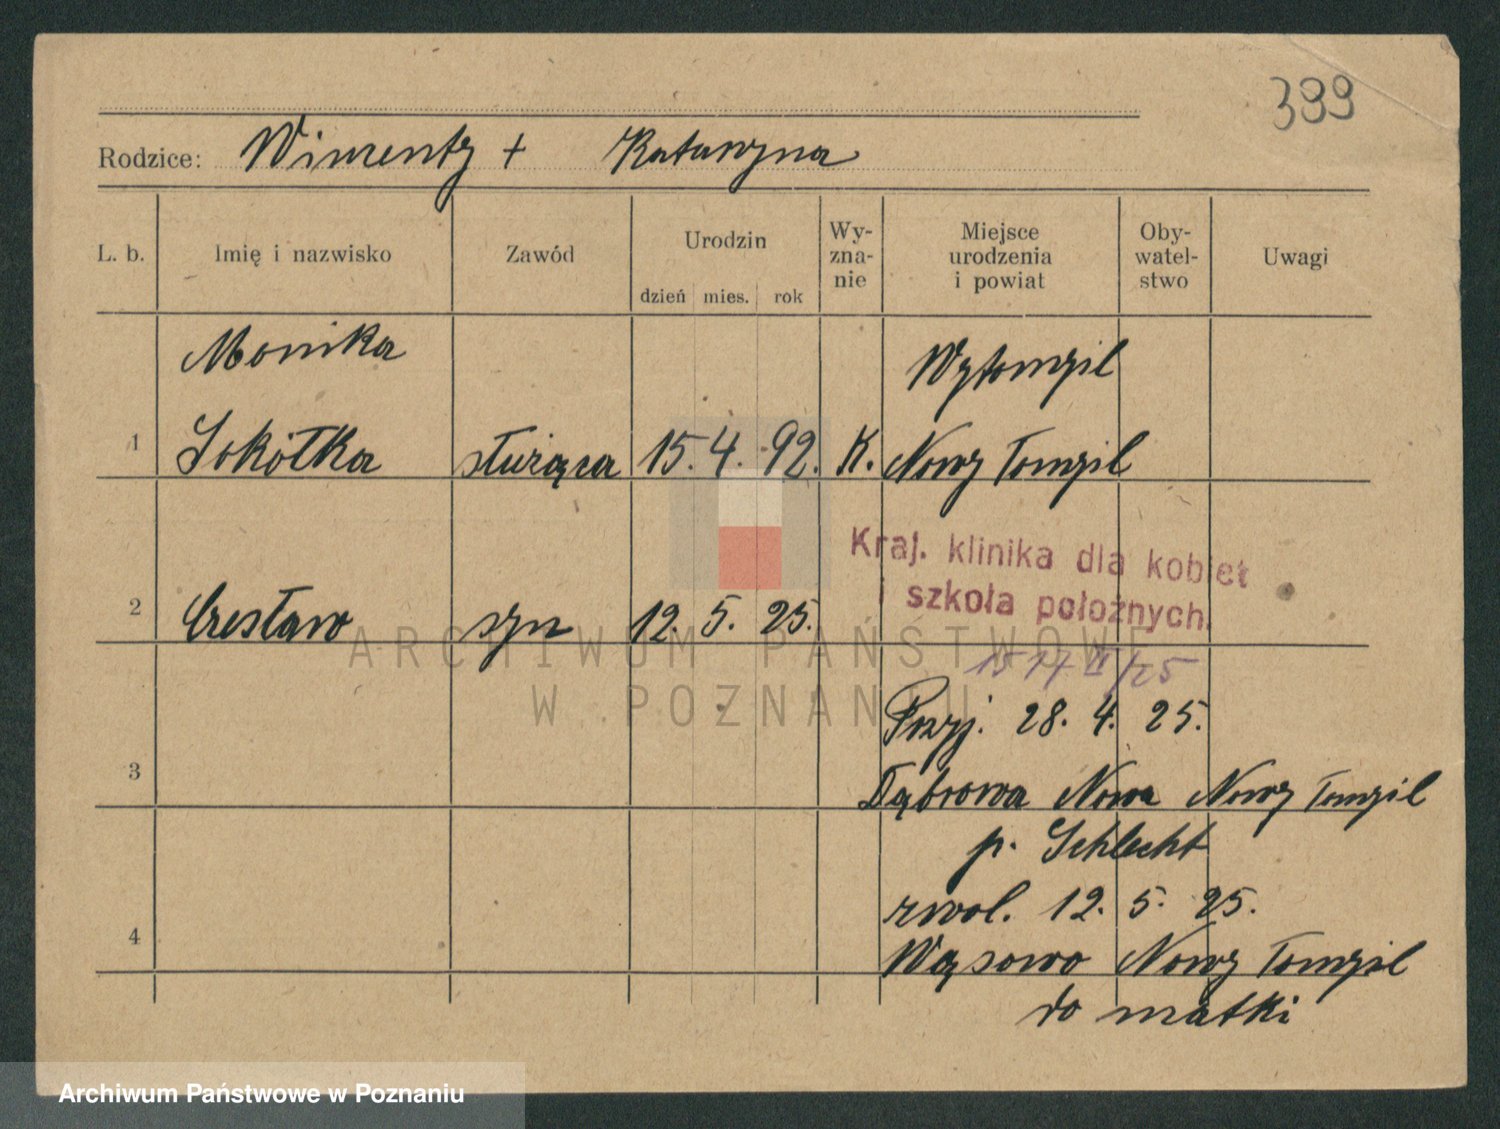 399
Rodzice: Wincenty + Katarzyna
L. b. Imię i nazwisko Zawód Urodzin dzień mies. rok Wy-zna-nie Miejsce urodzenia i powiat Oby-watel-stwo Uwagi
Monika Wytomyśl
1 Sokółka służąca 15. 4. 92. K. Nowy Tomyśl
Kraj. klinika dla kobiet
i szkoła położnych.
2 Czesław syn 12. 5. 25.
ARCHIWUM PAŃSTWOWE
W POZNANIU
Przyj. 28. 4. 25.
3 Dąbrowa Nowa Nowy Tomyśl
p. Schlecht
zwol. 12. 5. 25.
4 Wąsowo Nowy Tomyśl
do matki
Archiwum Państwowe w Poznaniu